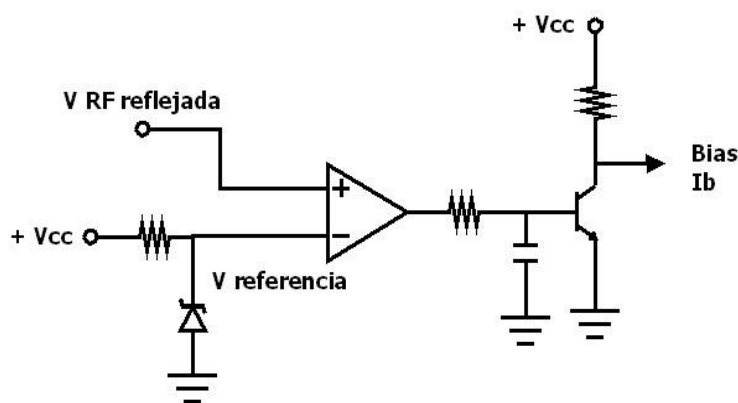 + Vcc
V RF reflejada
Bias
Ib
+
−
+ Vcc
V referencia